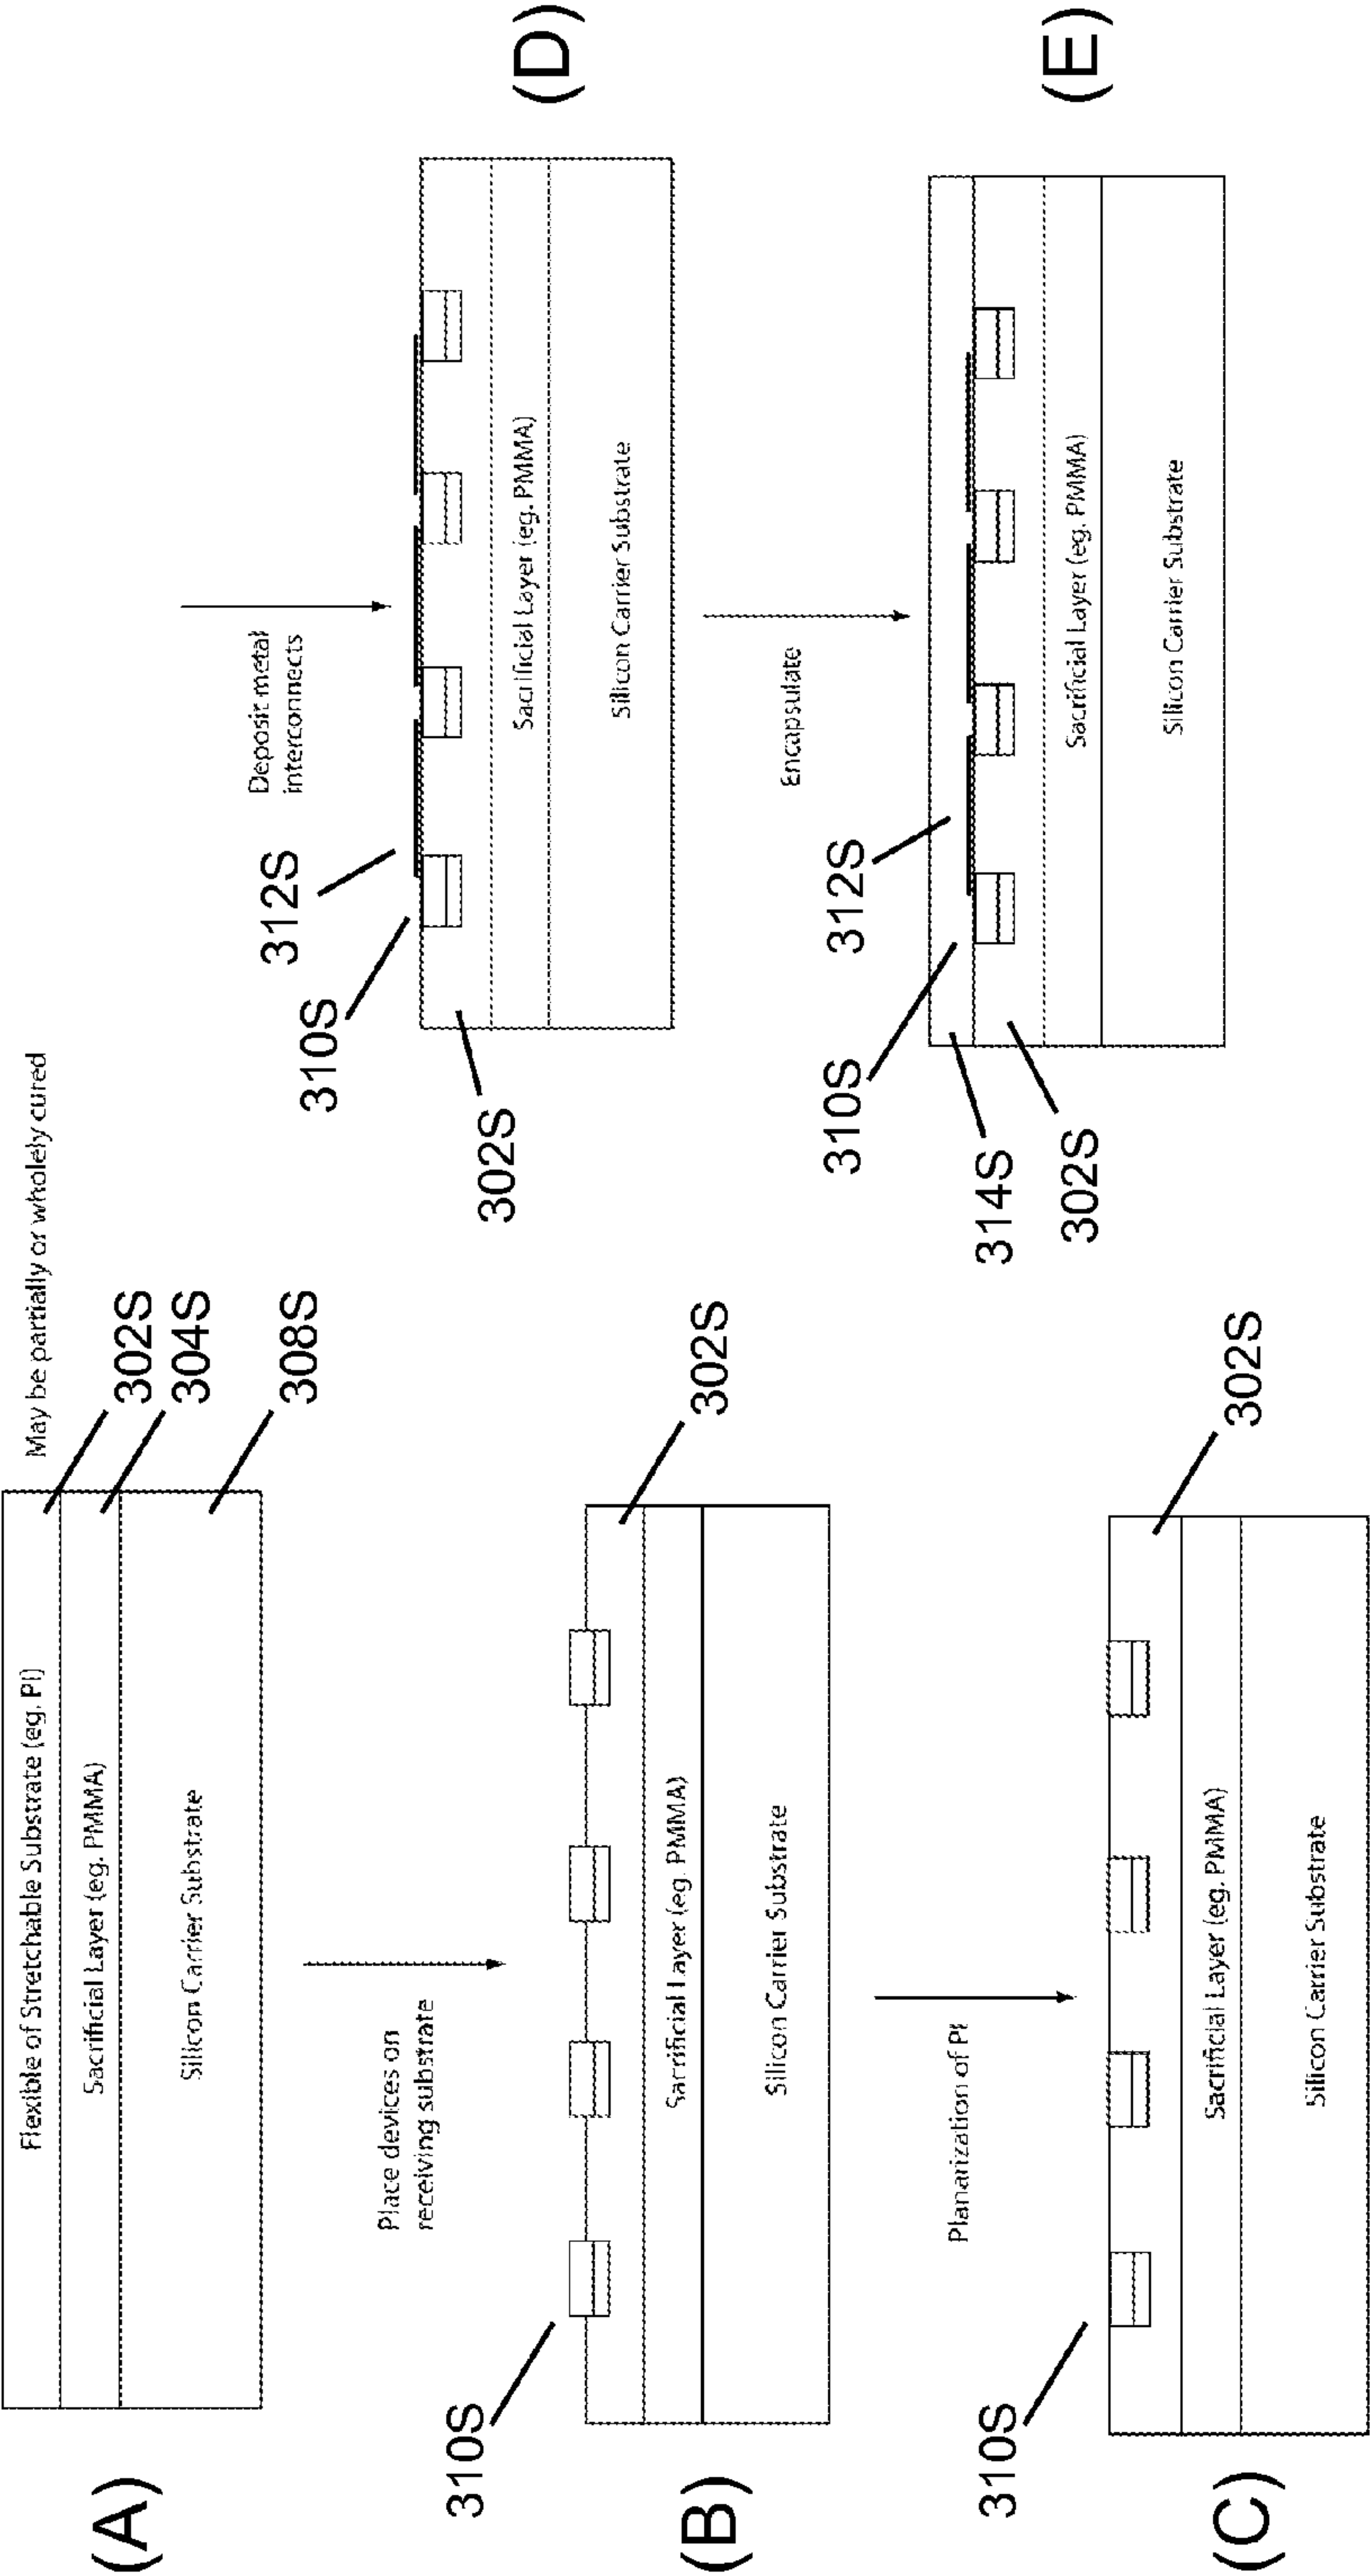 (A)
Flexible of Stretchable Substrate (eg. PI)
May be partially or wholely cured
Sacrificial Layer (eg. PMMA)
Silicon Carrier Substrate
302S
304S
308S
Place devices on
receiving substrate
310S
302S
(B)
Sacrificial Layer (eg. PMMA)
Silicon Carrier Substrate
Planarization of PI
310S
302S
(C)
Sacrificial Layer (eg. PMMA)
Silicon Carrier Substrate
Deposit metal
interconnects
312S
310S
302S
(D)
Sacrificial Layer (eg. PMMA)
Silicon Carrier Substrate
Encapsulate
312S
310S
314S
302S
(E)
Sacrificial Layer (eg. PMMA)
Silicon Carrier Substrate